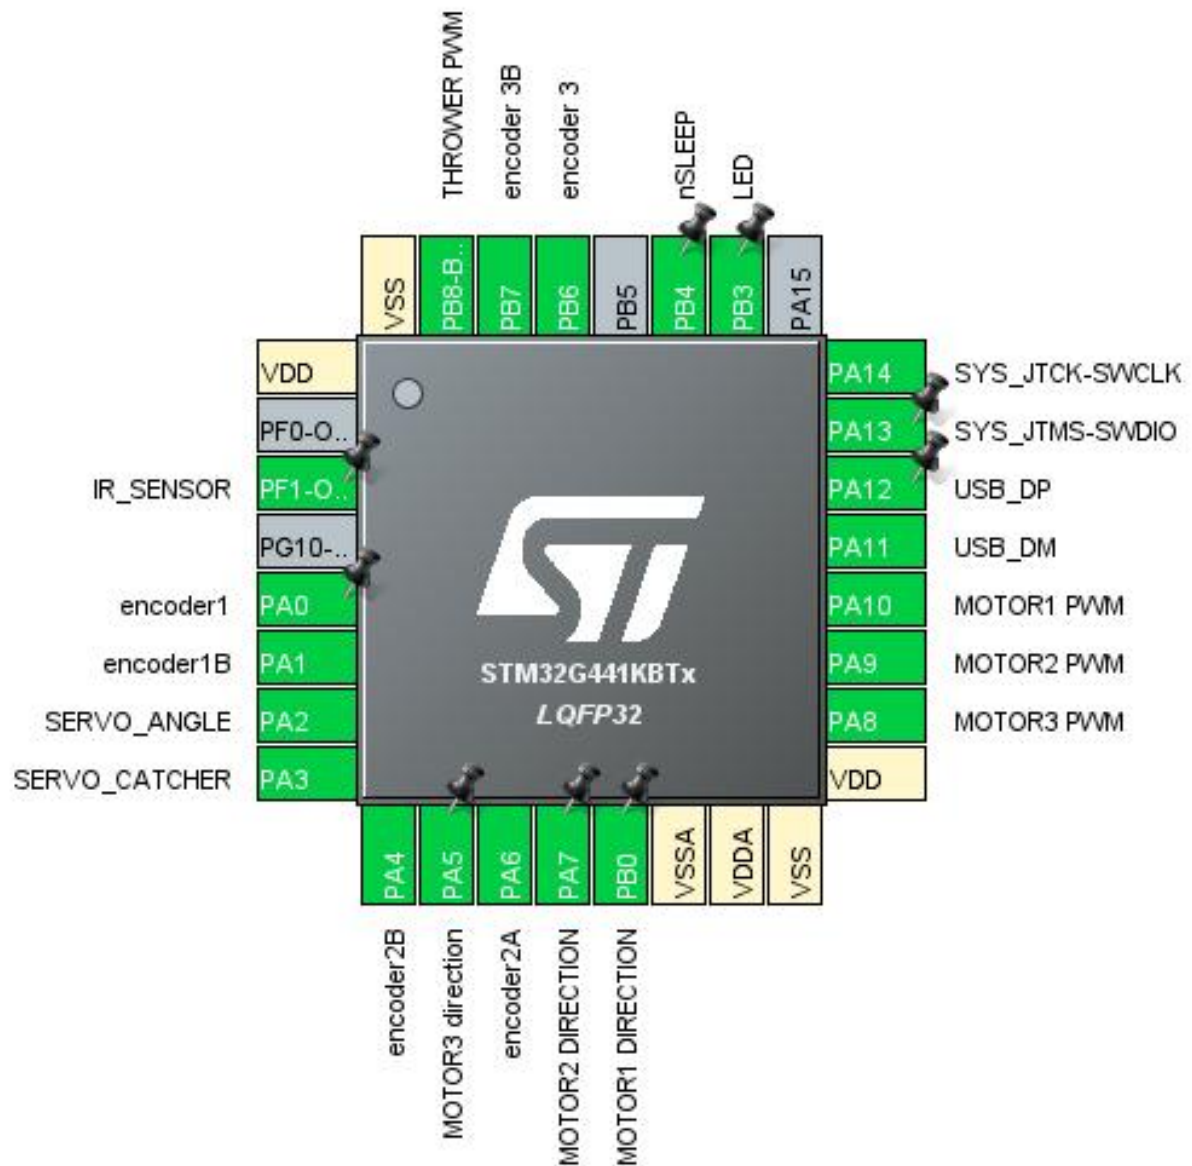 THROWER PWM
encoder 3B
encoder 3
nSLEEP
LED
VSS
PB8-B..
PB7
PB6
PB5
PB4
PB3
PA15
VDD
PF0-O..
IR_SENSOR
PF1-O..
PG10-..
encoder1
PA0
encoder1B
PA1
SERVO_ANGLE
PA2
SERVO_CATCHER
PA3
ST
STM32G441KBTx
LQFP32
PA14
SYS_JTCK-SWCLK
PA13
SYS_JTMS-SWDIO
PA12
USB_DP
PA11
USB_DM
PA10
MOTOR1 PWM
PA9
MOTOR2 PWM
PA8
MOTOR3 PWM
VDD
PA4
PA5
PA6
PA7
PB0
VSSA
VDDA
VSS
encoder2B
MOTOR3 direction
encoder2A
MOTOR2 DIRECTION
MOTOR1 DIRECTION